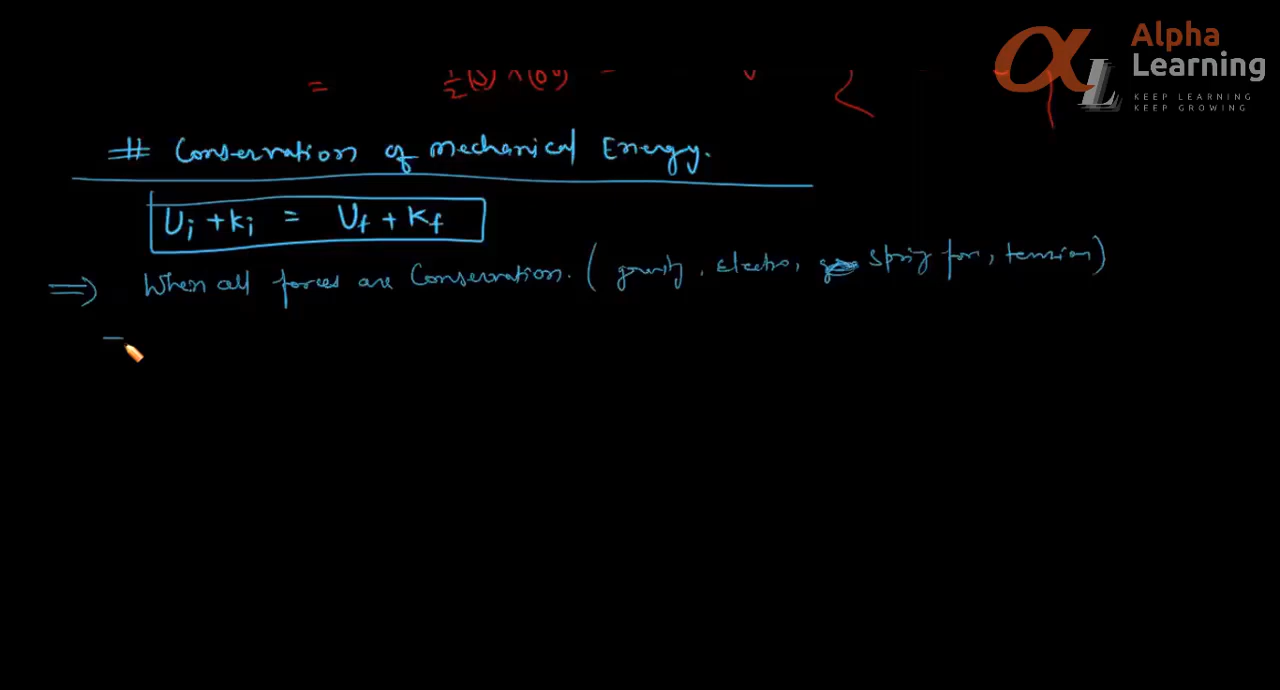 Alpha
Learning
KEEP LEARNING
KEEP GROWING
# Conservation of mechanical Energy.
Ui + Ki = Uf + Kf
⇒ When all forces are Conservation. (gravity, Electro, Spring for, tension)